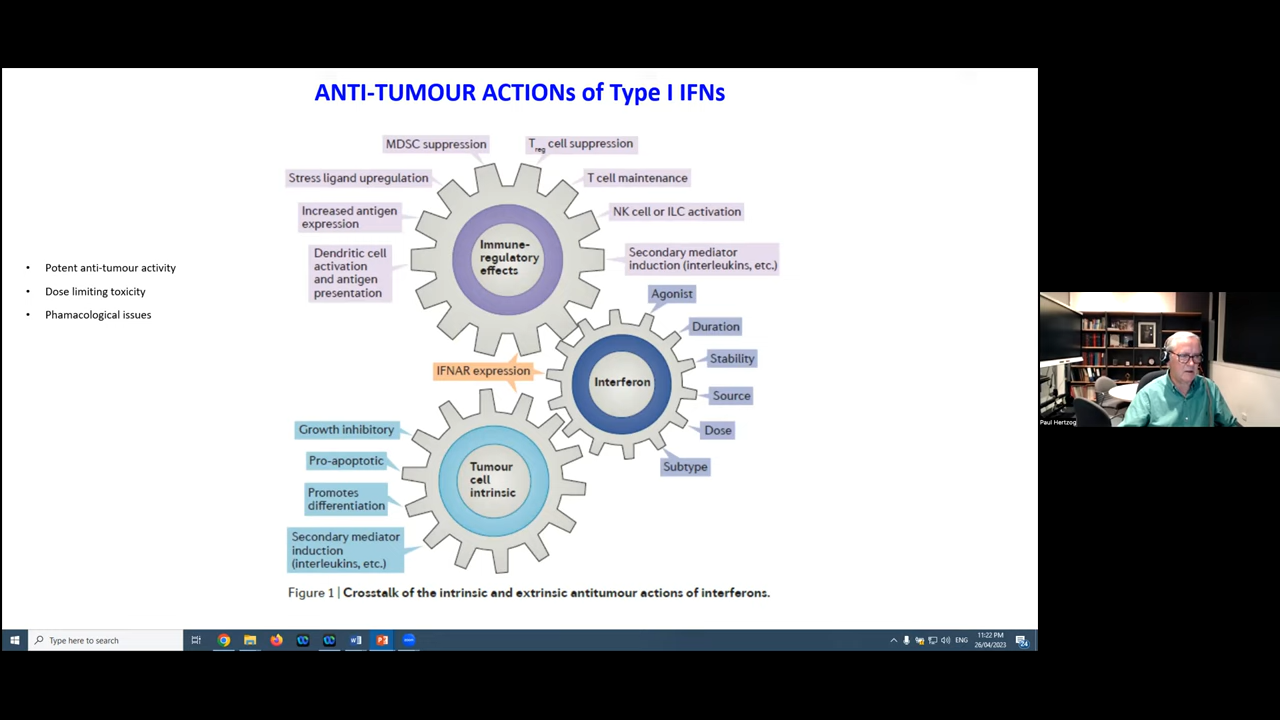 ANTI-TUMOUR ACTIONs of Type I IFNs
MDSC suppression
Treg cell suppression
Stress ligand upregulation
T cell maintenance
Increased antigen
expression
NK cell or ILC activation
Dendritic cell
activation
and antigen
presentation
Immune-
regulatory
effects
Secondary mediator
induction (interleukins, etc.)
• Potent anti-tumour activity
• Dose limiting toxicity
• Phamacological issues
Agonist
Duration
Stability
Source
Dose
Subtype
IFNAR expression
Interferon
Growth inhibitory
Pro-apoptotic
Promotes
differentiation
Secondary mediator
induction
(interleukins, etc.)
Tumour
cell
intrinsic
Figure 1 | Crosstalk of the intrinsic and extrinsic antitumour actions of interferons.
Paul Hertzog
Type here to search
ENG
11:22 PM
26/04/2023
24